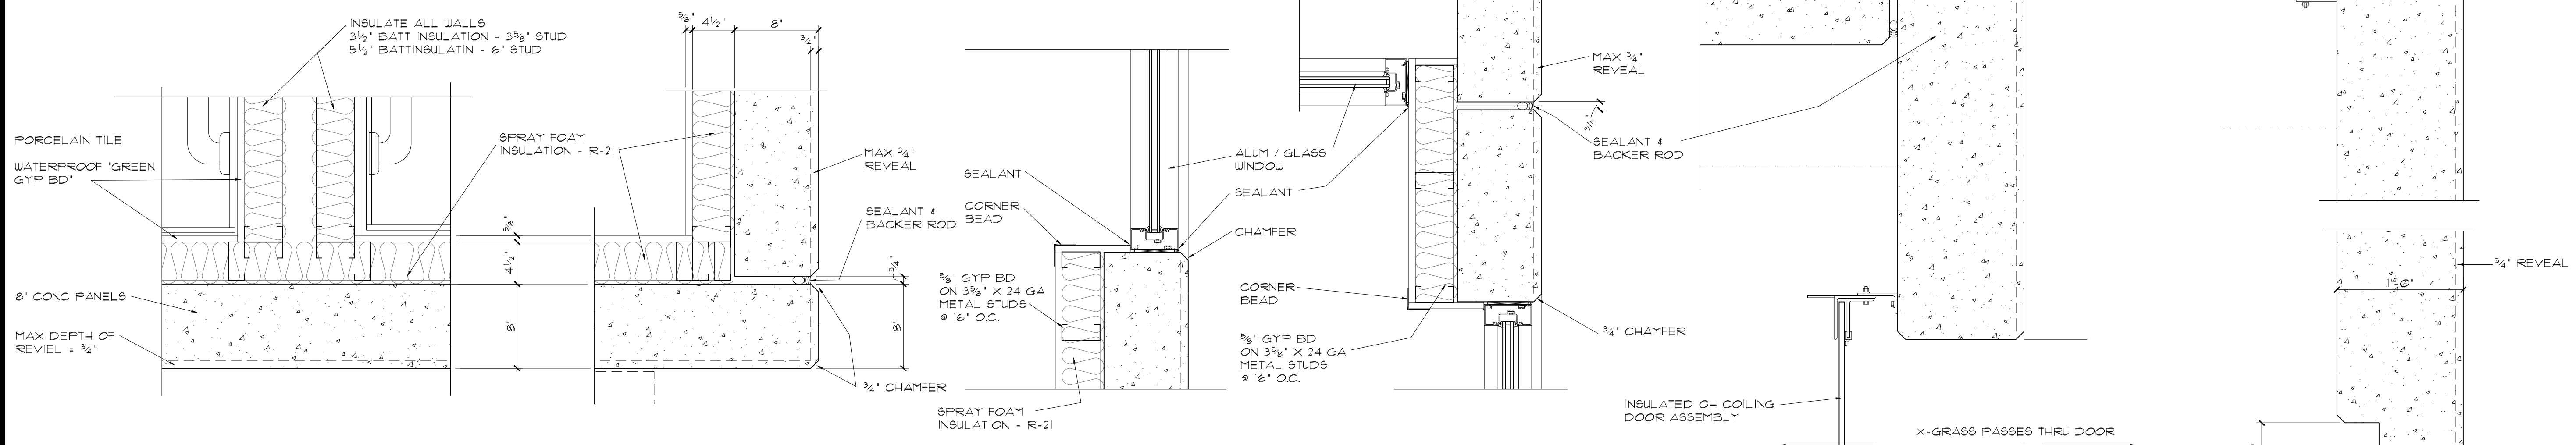 INSULATE ALL WALLS
3½" BATT INSULATION - 3⅝" STUD
5½" BATTINSULATIN - 6" STUD
PORCELAIN TILE
WATERPROOF "GREEN
GYP BD"
8" CONC PANELS
MAX DEPTH OF
REVIEL = ¾"
SPRAY FOAM
INSULATION - R-21
⅝"
4½"
8"
⅝"
4½"
8"
¾"
MAX ¾"
REVEAL
SEALANT &
BACKER ROD
¾"
8"
¾" CHAMFER
SEALANT
CORNER
BEAD
⅝" GYP BD
ON 3⅝" X 24 GA
METAL STUDS
@ 16" O.C.
SPRAY FOAM
INSULATION - R-21
ALUM / GLASS
WINDOW
SEALANT
CHAMFER
CORNER
BEAD
⅝" GYP BD
ON 3⅝" X 24 GA
METAL STUDS
@ 16" O.C.
MAX ¾"
REVEAL
¾"
SEALANT &
BACKER ROD
¾" CHAMFER
INSULATED OH COILING
DOOR ASSEMBLY
X-GRASS PASSES THRU DOOR
1'-0"
¾" REVEAL